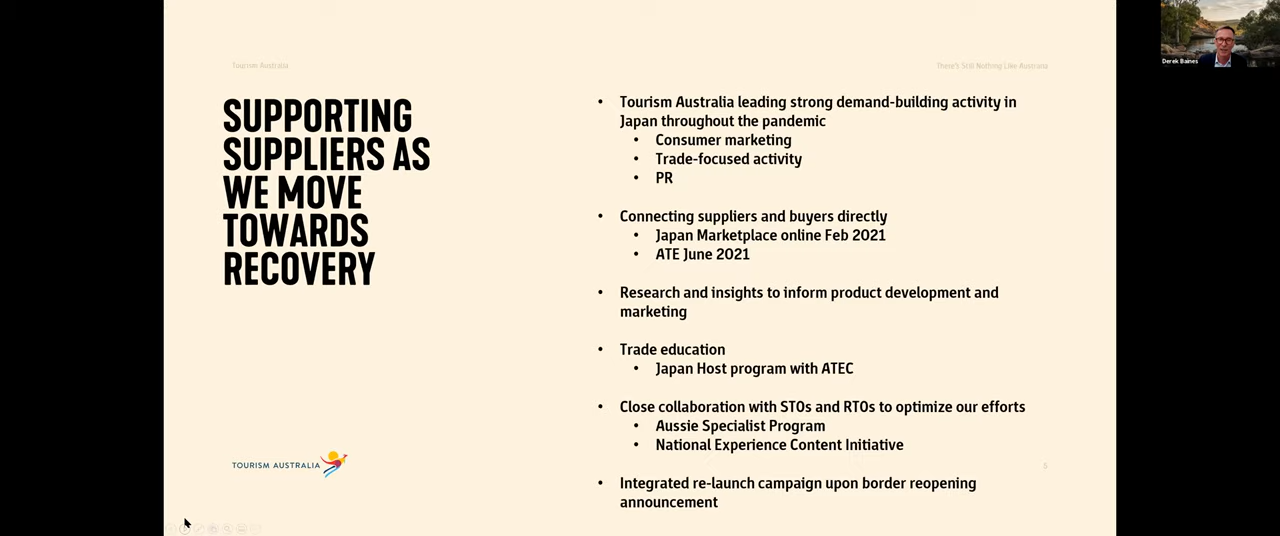 Tourism Australia
There's Still Nothing Like Australia
Derek Baines
SUPPORTING
SUPPLIERS AS
WE MOVE
TOWARDS
RECOVERY
• Tourism Australia leading strong demand-building activity in
Japan throughout the pandemic
• Consumer marketing
• Trade-focused activity
• PR
• Connecting suppliers and buyers directly
• Japan Marketplace online Feb 2021
• ATE June 2021
• Research and insights to inform product development and
marketing
• Trade education
• Japan Host program with ATEC
• Close collaboration with STOs and RTOs to optimize our efforts
• Aussie Specialist Program
• National Experience Content Initiative
• Integrated re-launch campaign upon border reopening
announcement
TOURISM AUSTRALIA
5